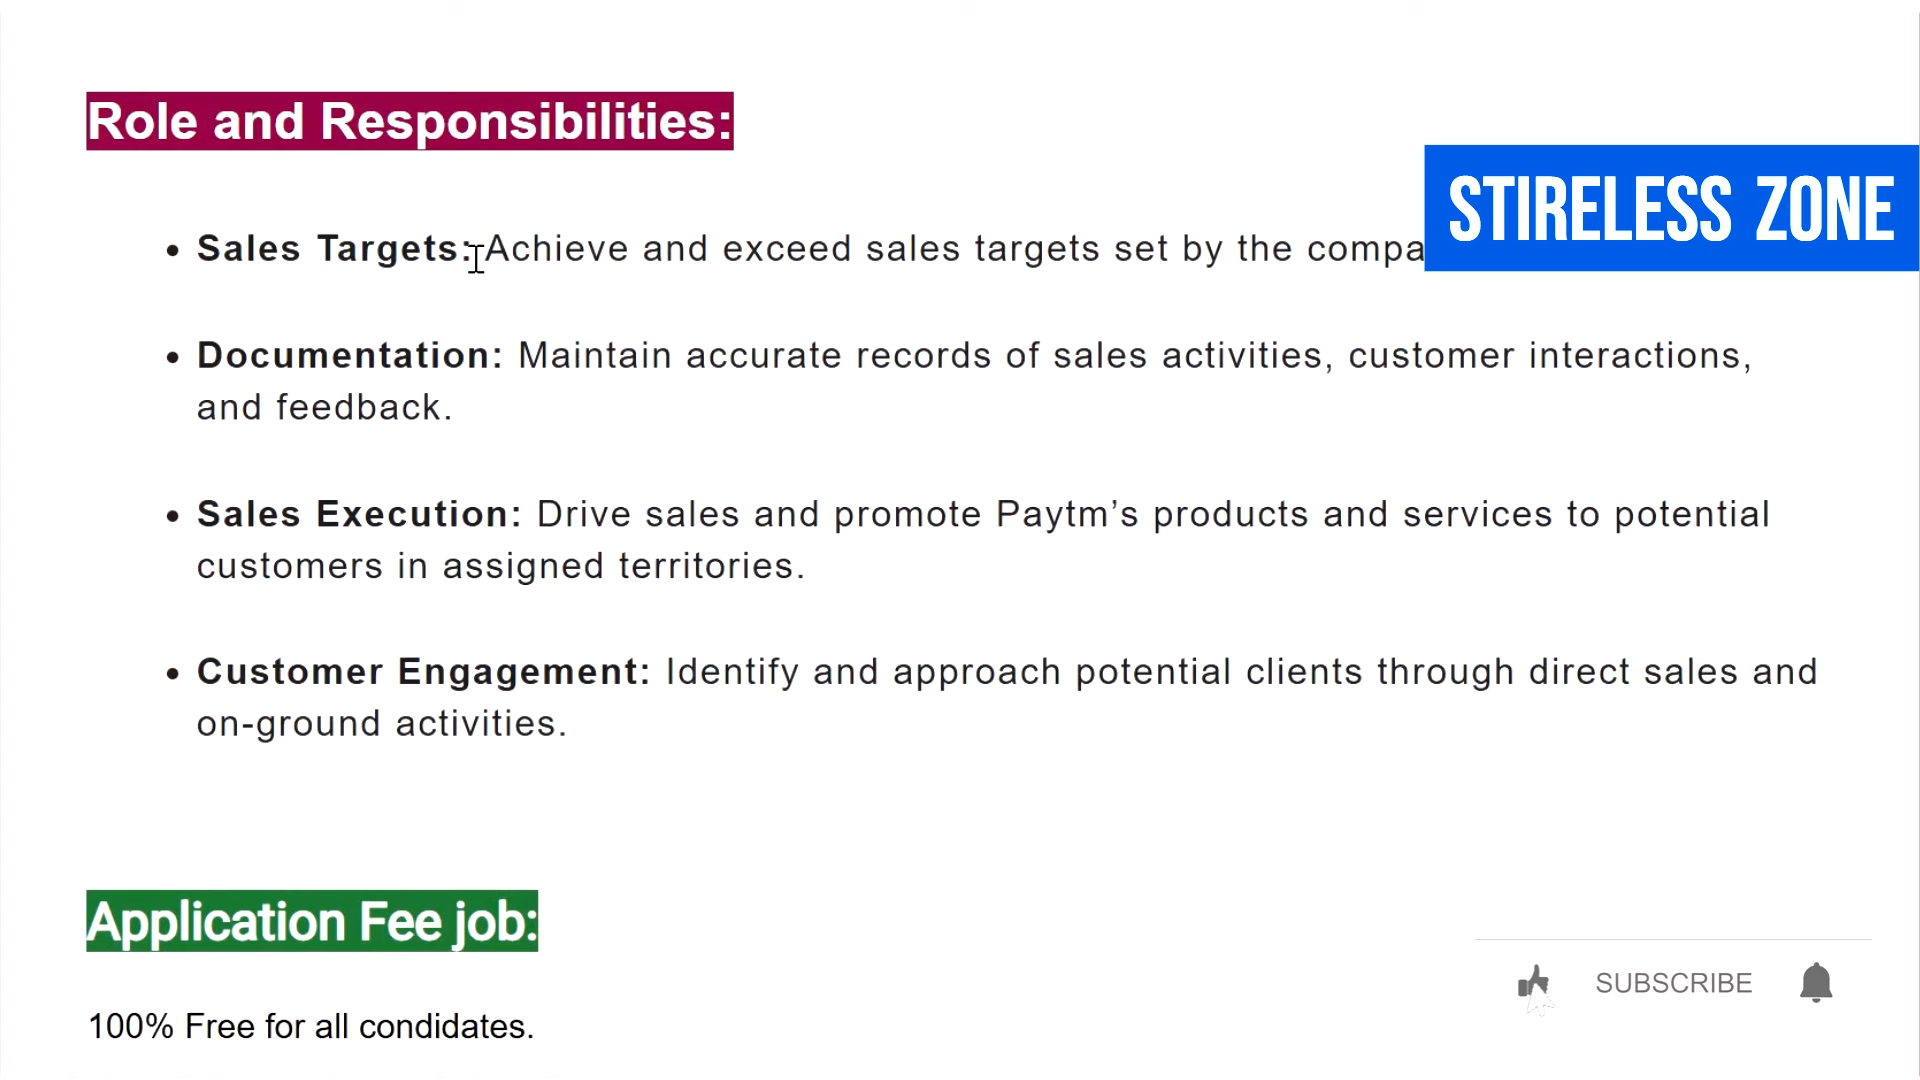 Role and Responsibilities:
STIRELESS ZONE
• Sales Targets: Achieve and exceed sales targets set by the compa
• Documentation: Maintain accurate records of sales activities, customer interactions,
and feedback.
• Sales Execution: Drive sales and promote Paytm’s products and services to potential
customers in assigned territories.
• Customer Engagement: Identify and approach potential clients through direct sales and
on-ground activities.
Application Fee job:
SUBSCRIBE
100% Free for all condidates.